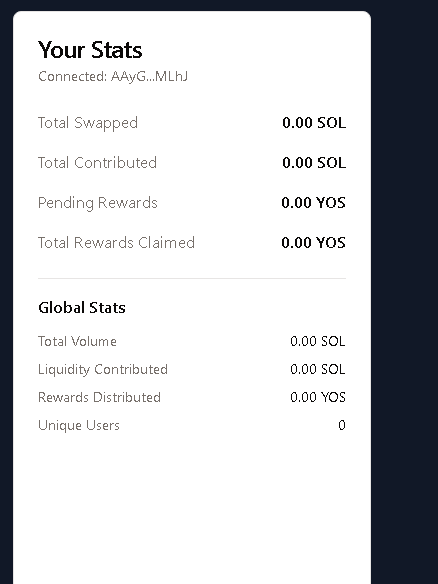 Your Stats
Connected: AAyG...MLhJ
Total Swapped 0.00 SOL
Total Contributed 0.00 SOL
Pending Rewards 0.00 YOS
Total Rewards Claimed 0.00 YOS
Global Stats
Total Volume 0.00 SOL
Liquidity Contributed 0.00 SOL
Rewards Distributed 0.00 YOS
Unique Users 0